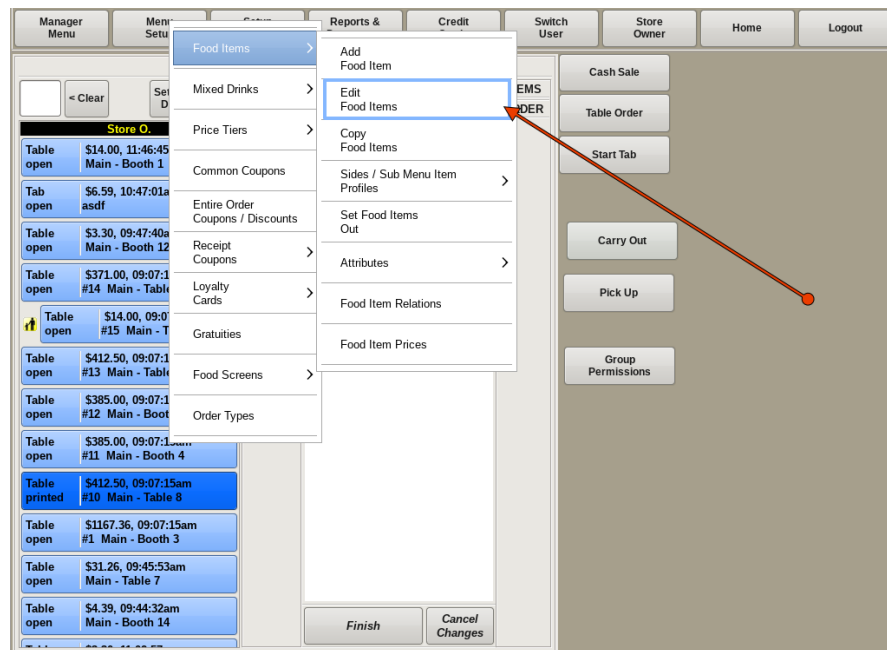 Manager
Menu
Menu
Setu
Setup
Reports &
Credit
Switch
User
Store
Owner
Home
Logout
< Clear
Set
D
EMS
DER
Store O.
Table
open
$14.00, 11:46:45
Main - Booth 1
Tab
open
$6.59, 10:47:01a
asdf
Table
open
$3.30, 09:47:40a
Main - Booth 12
Table
open
$371.00, 09:07:1
#14 Main - Table
Table
open
$14.00, 09:07
#15 Main - T
Table
open
$412.50, 09:07:1
#13 Main - Table
Table
open
$385.00, 09:07:1
#12 Main - Boot
Table
open
$385.00, 09:07:15am
#11 Main - Booth 4
Table
printed
$412.50, 09:07:15am
#10 Main - Table 8
Table
open
$1167.36, 09:07:15am
#1 Main - Booth 3
Table
open
$31.26, 09:45:53am
Main - Table 7
Table
open
$4.39, 09:44:32am
Main - Booth 14
Food Items >
Mixed Drinks >
Price Tiers >
Common Coupons
Entire Order
Coupons / Discounts
Receipt
Coupons >
Loyalty
Cards >
Gratuities
Food Screens >
Order Types
Add
Food Item
Edit
Food Items
Copy
Food Items
Sides / Sub Menu Item
Profiles >
Set Food Items
Out
Attributes >
Food Item Relations
Food Item Prices
Finish
Cancel
Changes
Cash Sale
Table Order
Start Tab
Carry Out
Pick Up
Group
Permissions